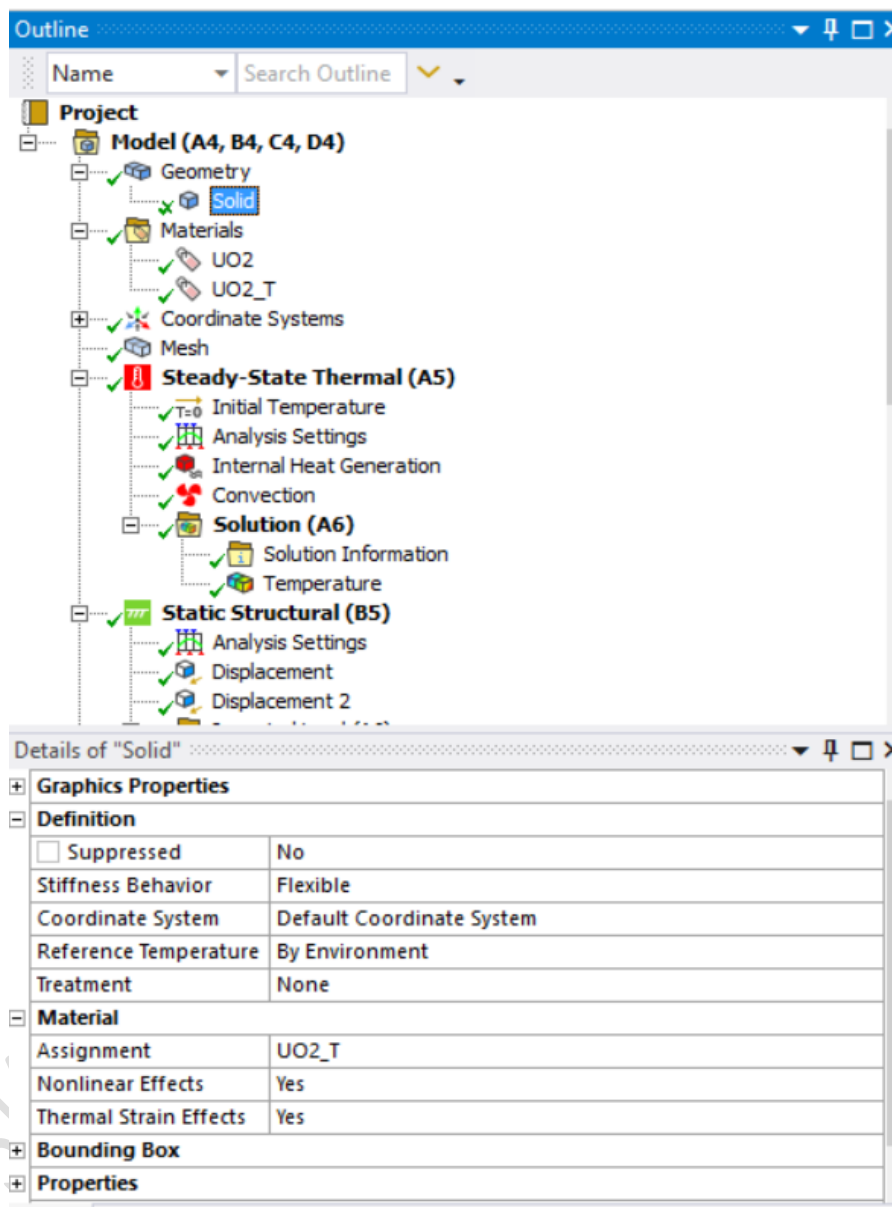 Outline
Name Search Outline
Project
Model (A4, B4, C4, D4)
Geometry
Solid
Materials
UO2
UO2_T
Coordinate Systems
Mesh
Steady-State Thermal (A5)
T=0 Initial Temperature
Analysis Settings
Internal Heat Generation
Convection
Solution (A6)
Solution Information
Temperature
Static Structural (B5)
Analysis Settings
Displacement
Displacement 2
Details of "Solid"
Graphics Properties
Definition
Suppressed No
Stiffness Behavior Flexible
Coordinate System Default Coordinate System
Reference Temperature By Environment
Treatment None
Material
Assignment UO2_T
Nonlinear Effects Yes
Thermal Strain Effects Yes
Bounding Box
Properties